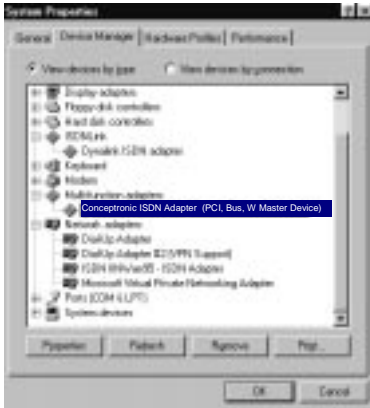 System Properties
General Device Manager Hardware Profiles Performance
View devices by type View devices by connection
Display adapters
Floppy disk controllers
Hard disk controllers
ISDNLink
Dynalink ISDN adapter
Keyboard
Modem
Multifunction adapters
Conceptronic ISDN Adapter (PCI, Bus, W Master Device)
Network adapters
Dial-Up Adapter
Dial-Up Adapter #2 (VPN Support)
ISDN - ISDN Adapter
Microsoft Virtual Private Networking Adapter
Ports (COM & LPT)
System devices
Properties Refresh Remove Print...
OK Cancel